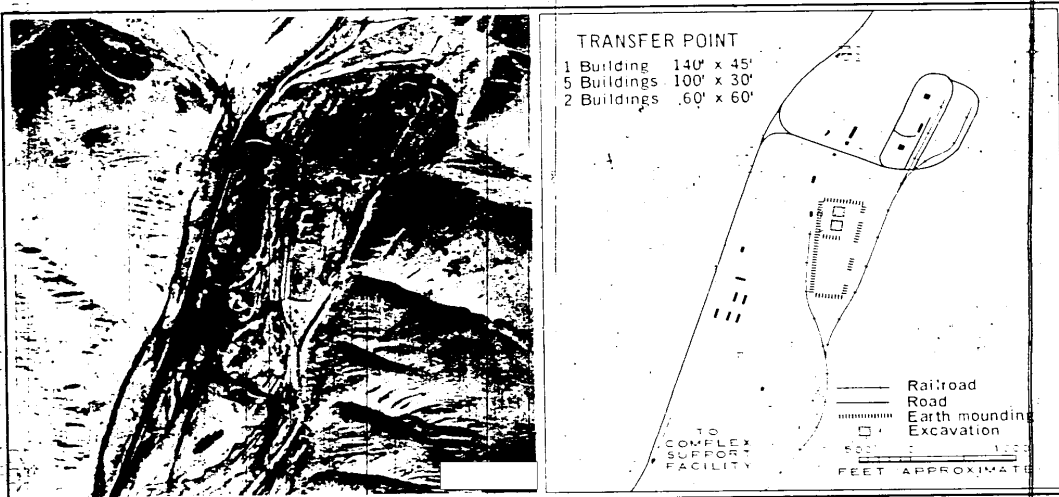 TRANSFER POINT
1 Building 140' x 45'
5 Buildings 100' x 30'
2 Buildings 60' x 60'
Railroad
Road
Earth mounding
Excavation
TO
COMPLEX
SUPPORT
FACILITY
FEET APPROXIMATE